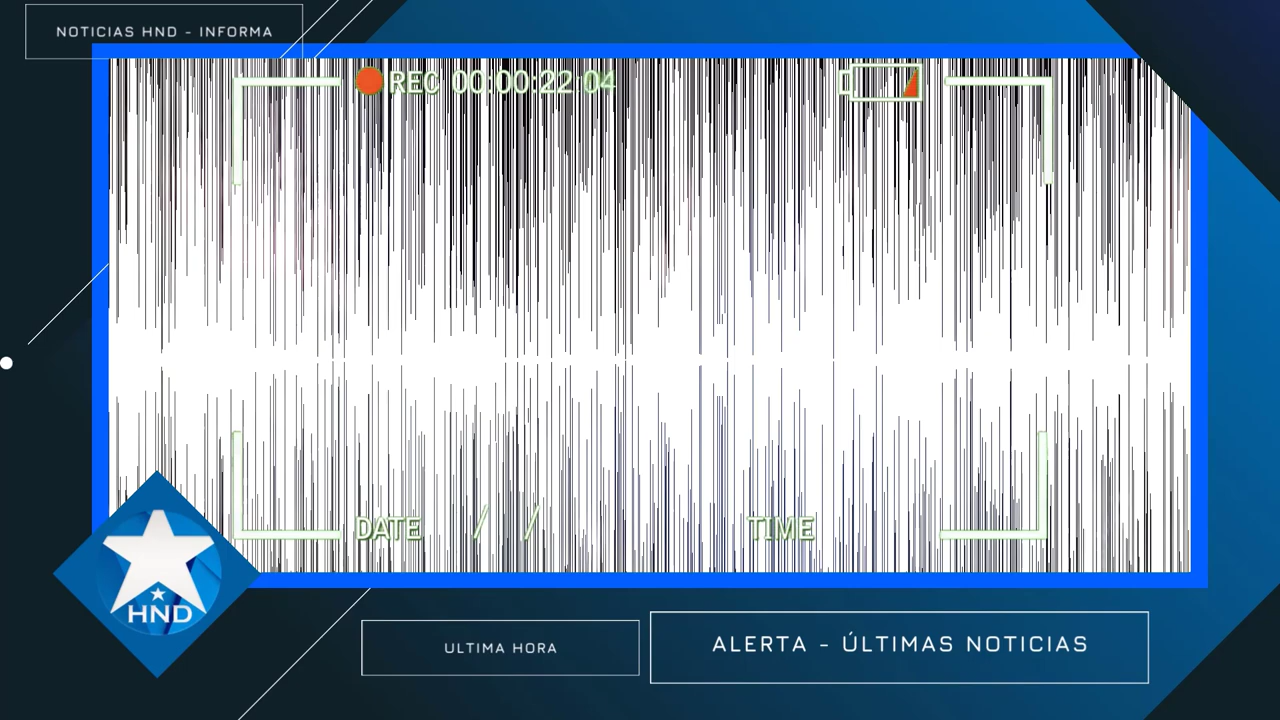 NOTICIAS HND - INFORMA
REC 00:00:22:04
DATE / /
TIME
HND
ULTIMA HORA
ALERTA - ÚLTIMAS NOTICIAS